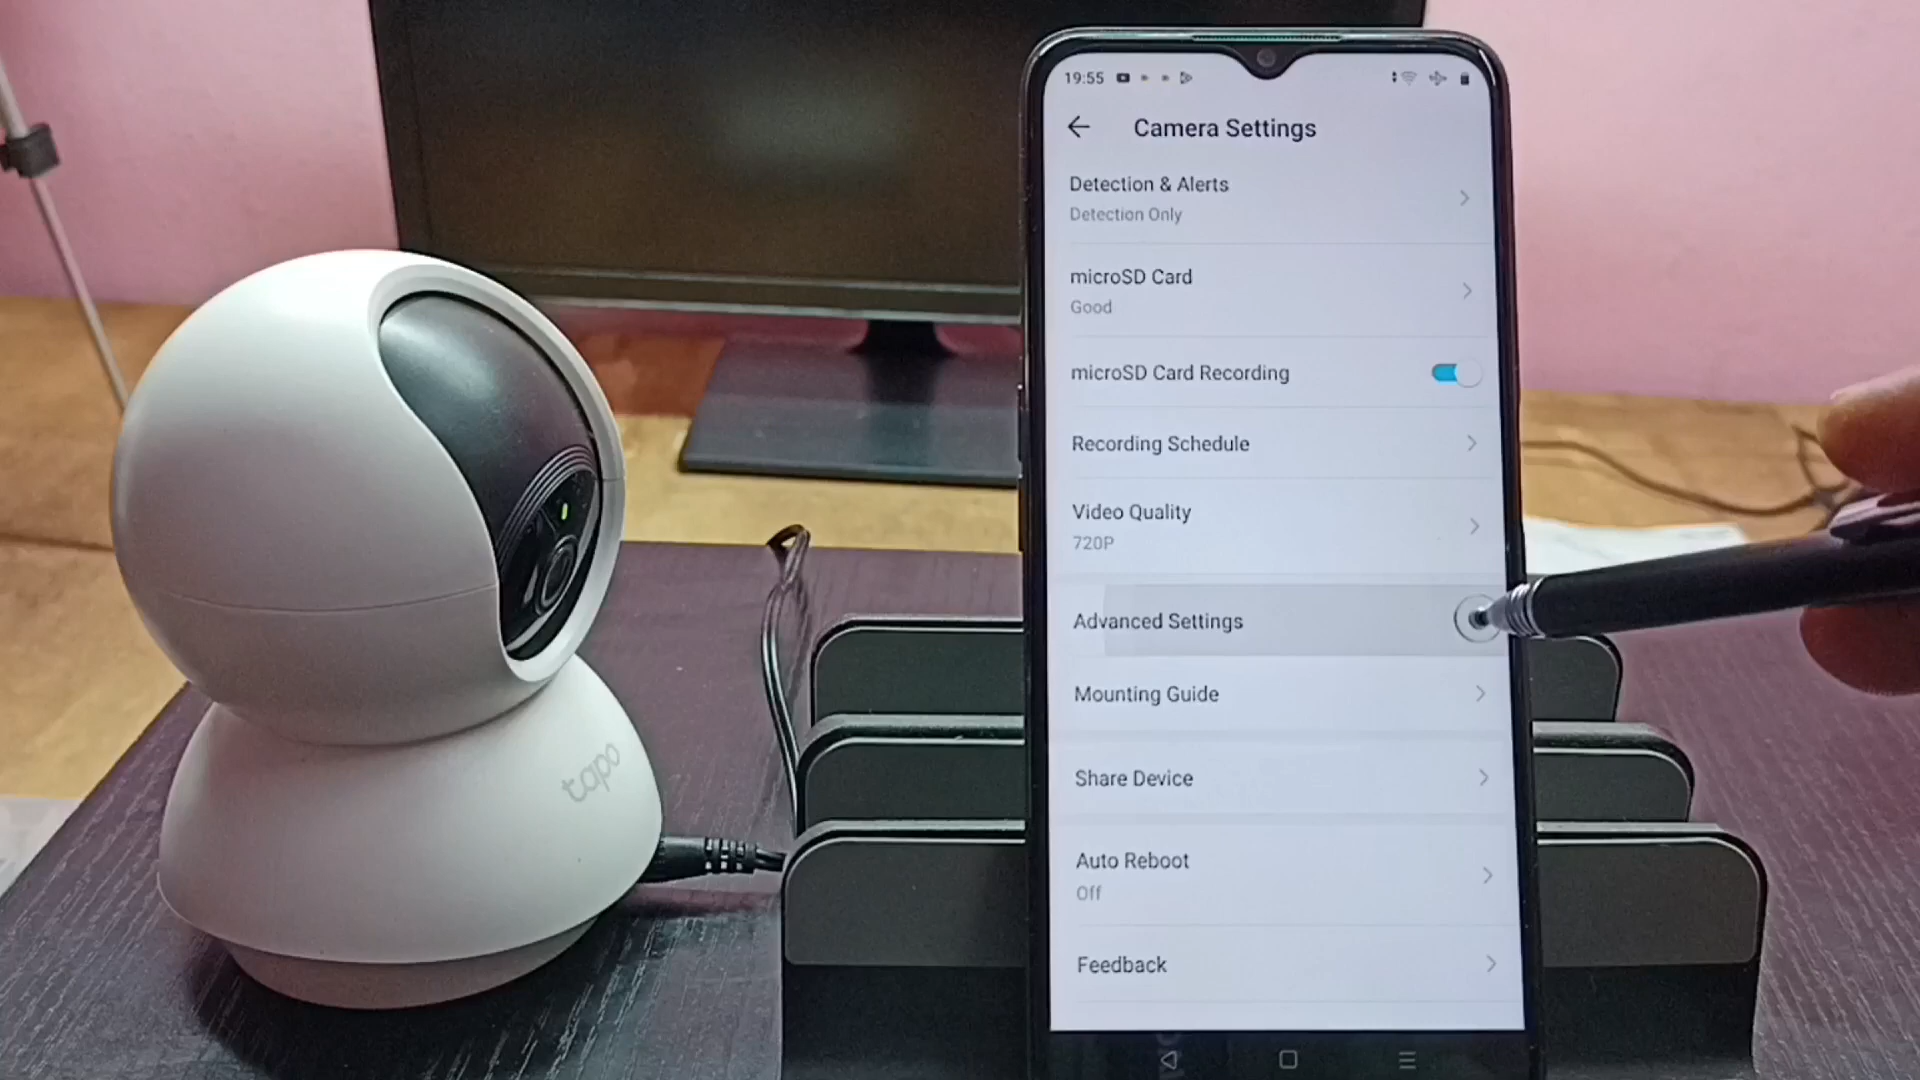 19:55
Camera Settings
Detection & Alerts
Detection Only
microSD Card
Good
microSD Card Recording
Recording Schedule
Video Quality
720P
Advanced Settings
Mounting Guide
Share Device
Auto Reboot
Off
Feedback
tapo